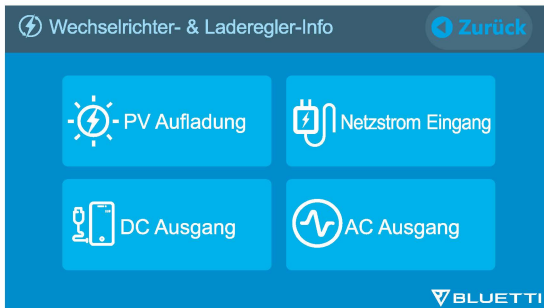 Wechselrichter- & Laderegler-Info
Zurück
PV Aufladung
Netzstrom Eingang
DC Ausgang
AC Ausgang
BLUETTI